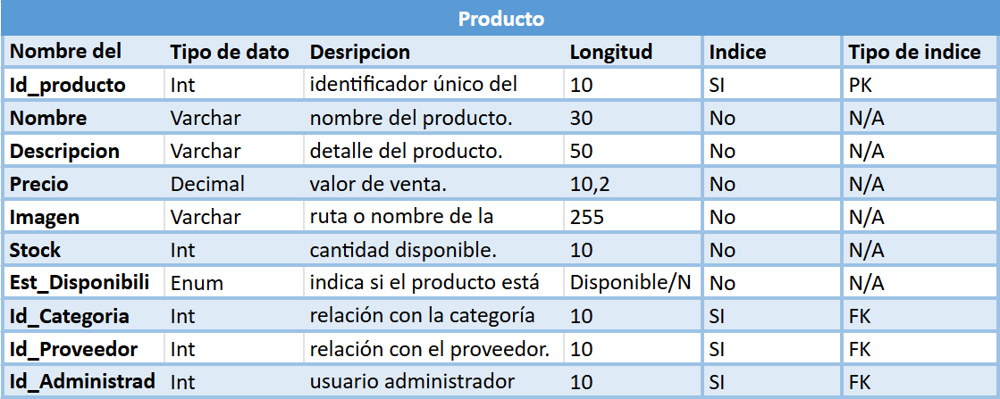 Producto
Nombre del Tipo de dato Desripcion Longitud Indice Tipo de indice
Id_producto Int identificador único del 10 SI PK
Nombre Varchar nombre del producto. 30 No N/A
Descripcion Varchar detalle del producto. 50 No N/A
Precio Decimal valor de venta. 10,2 No N/A
Imagen Varchar ruta o nombre de la 255 No N/A
Stock Int cantidad disponible. 10 No N/A
Est_Disponibili Enum indica si el producto está Disponible/N No N/A
Id_Categoria Int relación con la categoría 10 SI FK
Id_Proveedor Int relación con el proveedor. 10 SI FK
Id_Administrad Int usuario administrador 10 SI FK